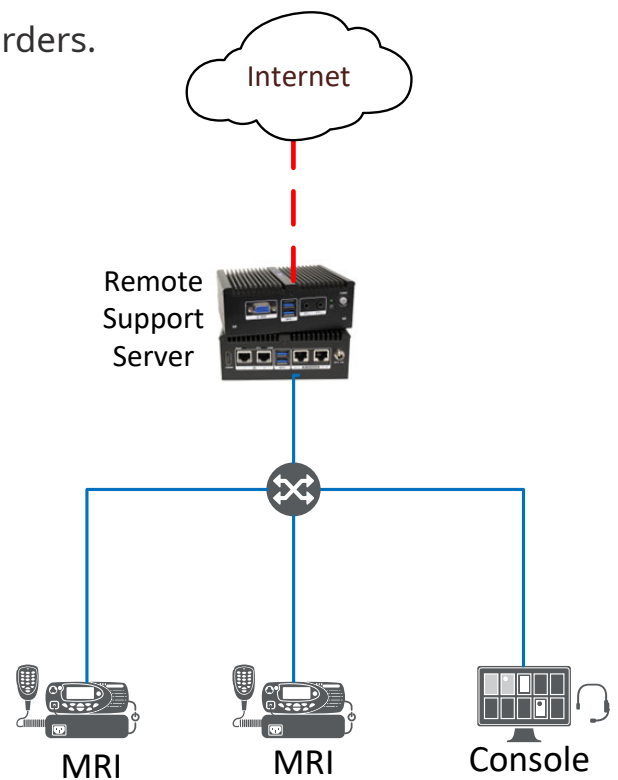 rders.
Internet
Remote
Support
Server
MRI
MRI
Console